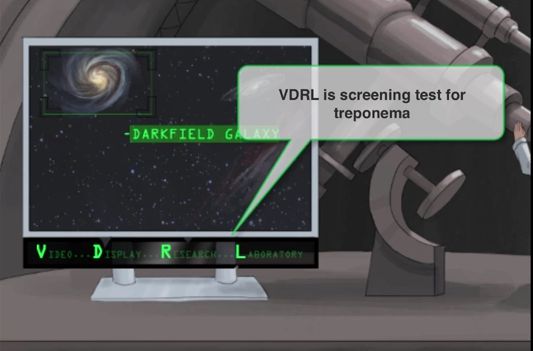 VDRL is screening test for
treponema
-DARKFIELD GALAXY
VIDEO...DISPLAY...RESEARCH...LABORATORY